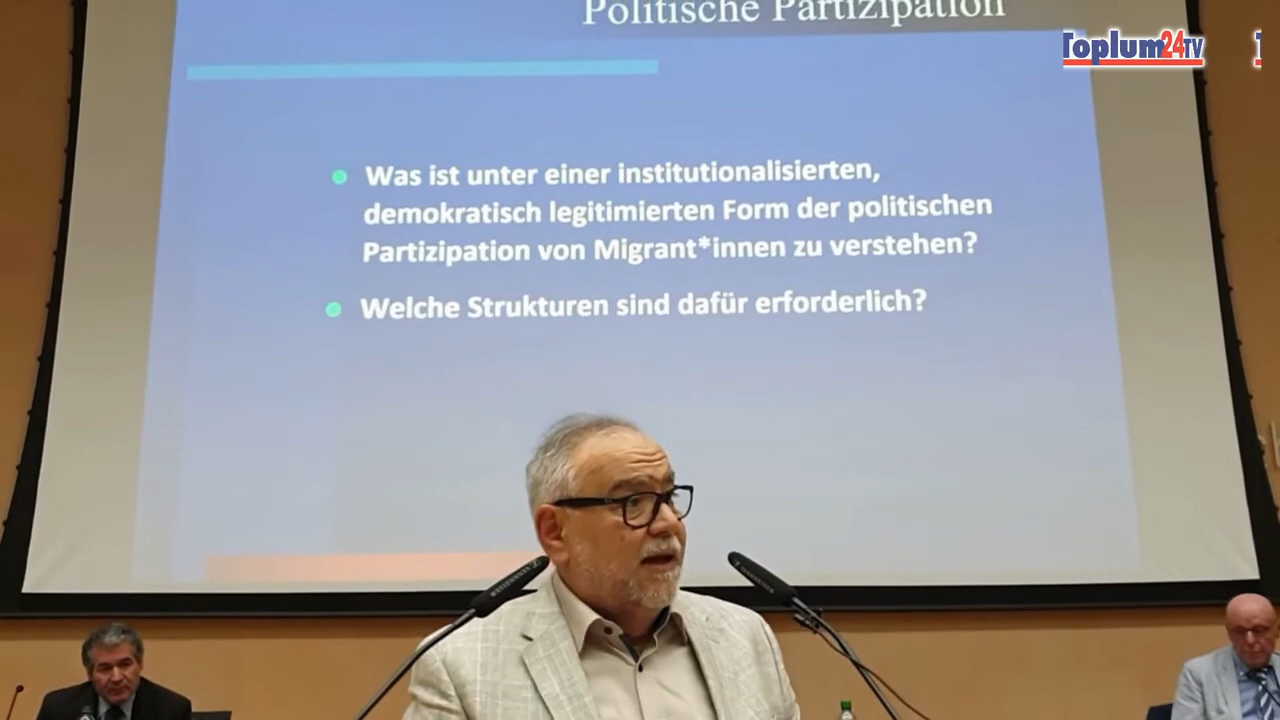 Politische Partizipation
Toplum24TV
Was ist unter einer institutionalisierten,
demokratisch legitimierten Form der politischen
Partizipation von Migrant*innen zu verstehen?
Welche Strukturen sind dafür erforderlich?
SENNHEISER